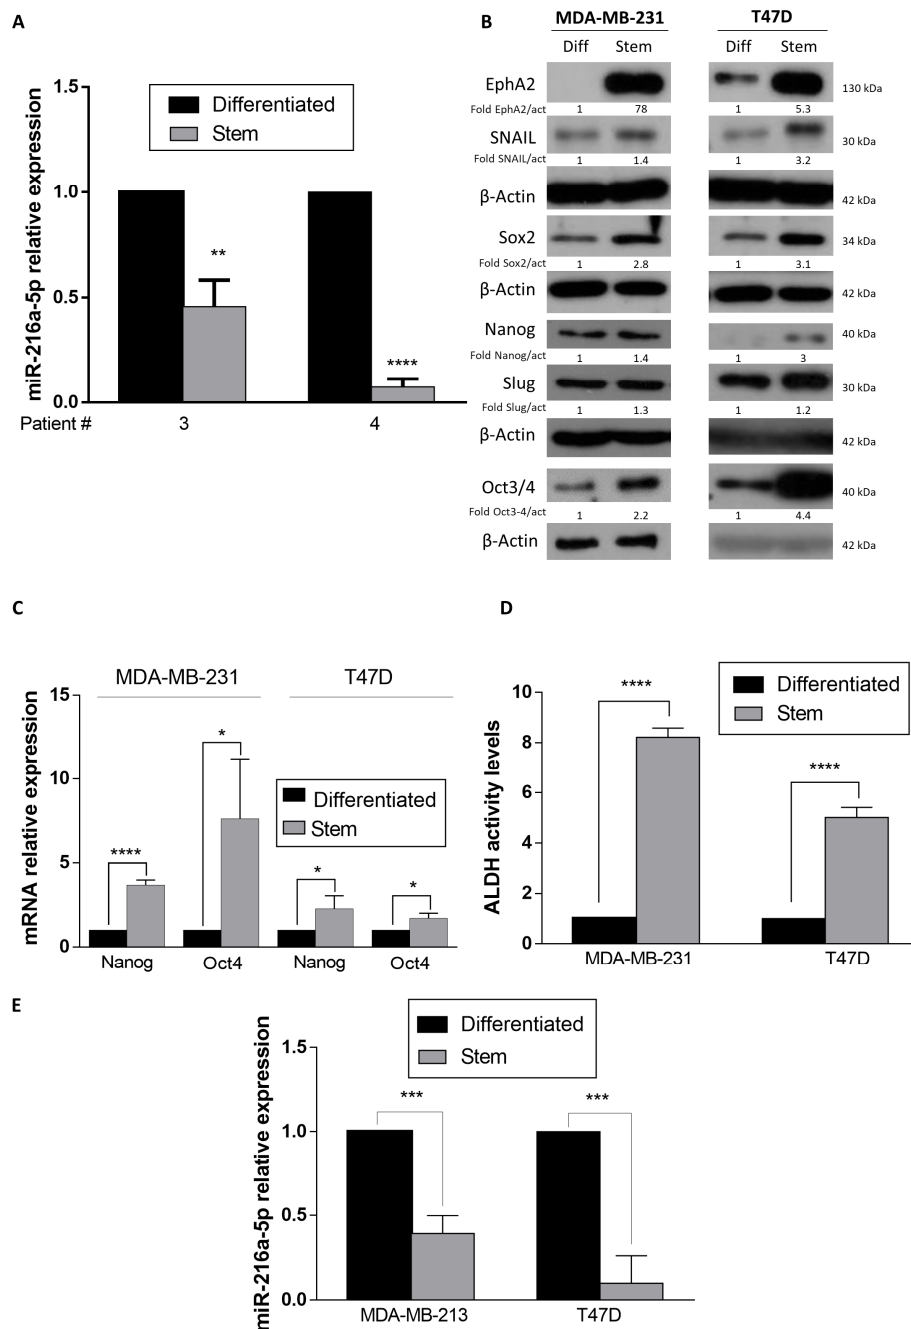 A
miR-216a-5p relative expression
1.5
1.0
0.5
0.0
Differentiated
Stem
**
****
Patient #
3
4
B
MDA-MB-231
T47D
Diff
Stem
Diff
Stem
EphA2
130 kDa
Fold EphA2/act
1
78
1
5.3
SNAIL
30 kDa
Fold SNAIL/act
1
1.4
1
3.2
β-Actin
42 kDa
Sox2
34 kDa
Fold Sox2/act
1
2.8
1
3.1
β-Actin
42 kDa
Nanog
40 kDa
Fold Nanog/act
1
1.4
1
3
Slug
30 kDa
Fold Slug/act
1
1.3
1
1.2
β-Actin
42 kDa
Oct3/4
40 kDa
Fold Oct3-4/act
1
2.2
1
4.4
β-Actin
42 kDa
C
MDA-MB-231
T47D
mRNA relative expression
15
10
5
0
Differentiated
Stem
****
*
*
*
Nanog
Oct4
Nanog
Oct4
D
Differentiated
Stem
ALDH activity levels
10
8
6
4
2
0
****
****
MDA-MB-231
T47D
E
Differentiated
Stem
miR-216a-5p relative expression
1.5
1.0
0.5
0.0
***
***
MDA-MB-213
T47D